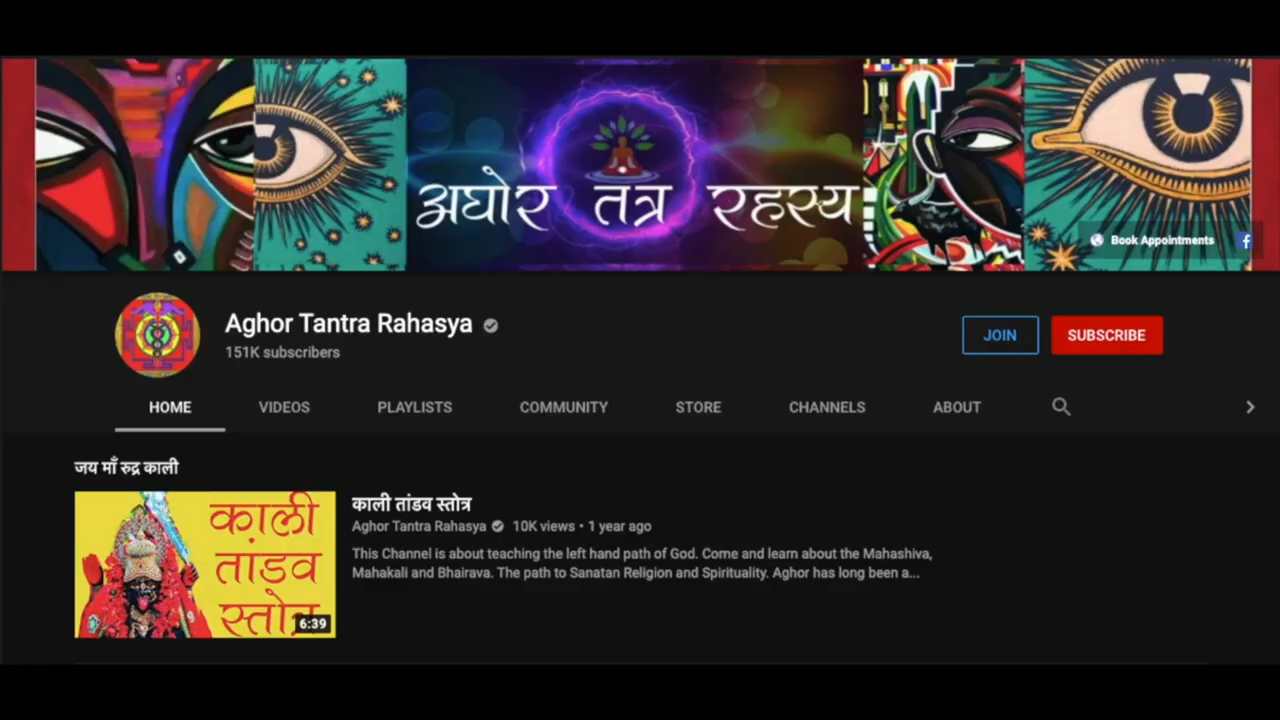 अघोर तत्र रहस्य
Book Appointments
Aghor Tantra Rahasya
151K subscribers
JOIN
SUBSCRIBE
HOME VIDEOS PLAYLISTS COMMUNITY STORE CHANNELS ABOUT
जय माँ रुद्र काली
काली
तांडव
स्तोत्र
6:39
काली तांडव स्तोत्र
Aghor Tantra Rahasya 10K views • 1 year ago
This Channel is about teaching the left hand path of God. Come and learn about the Mahashiva,
Mahakali and Bhairava. The path to Sanatan Religion and Spirituality. Aghor has long been a...